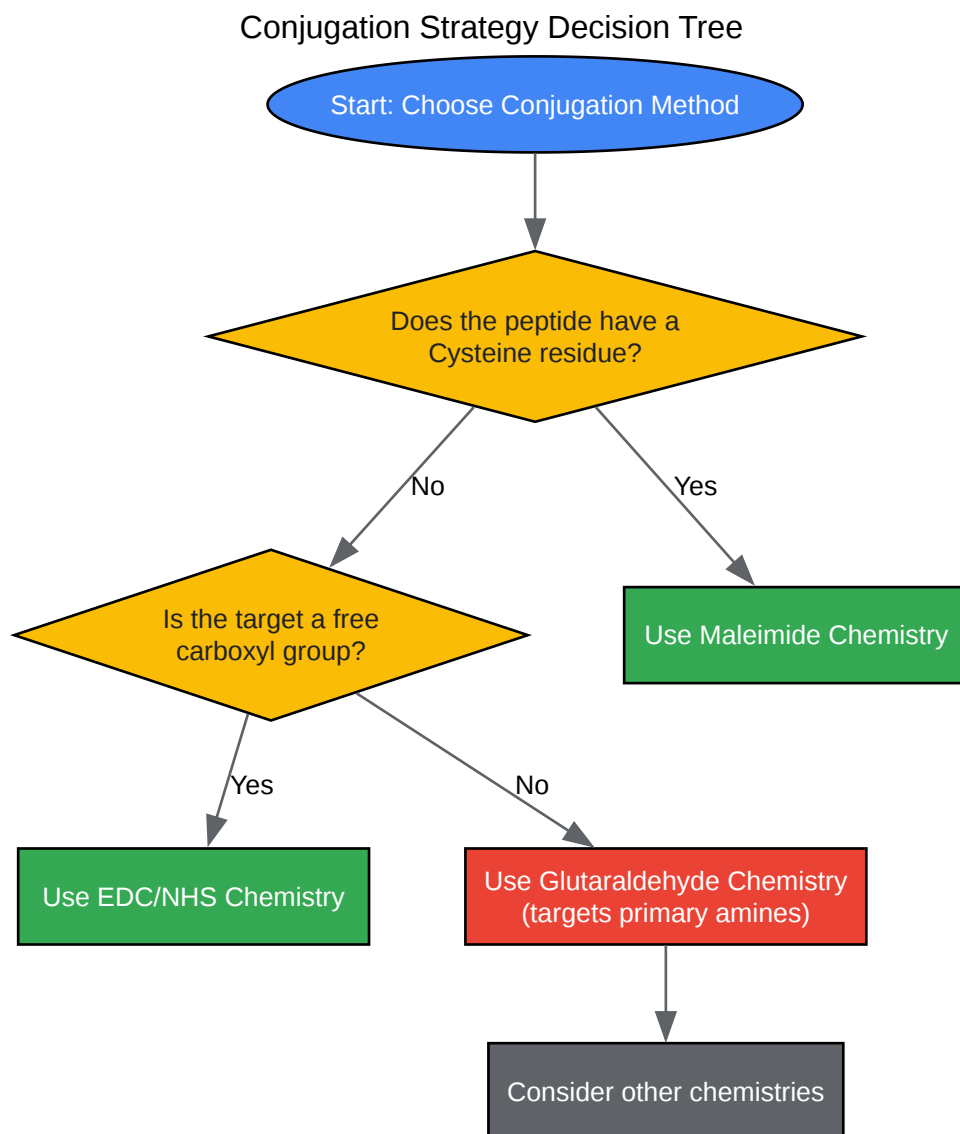 Conjugation Strategy Decision Tree
Start: Choose Conjugation Method
Does the peptide have a
Cysteine residue?
No
Yes
Is the target a free
carboxyl group?
Use Maleimide Chemistry
Yes
No
Use EDC/NHS Chemistry
Use Glutaraldehyde Chemistry
(targets primary amines)
Consider other chemistries